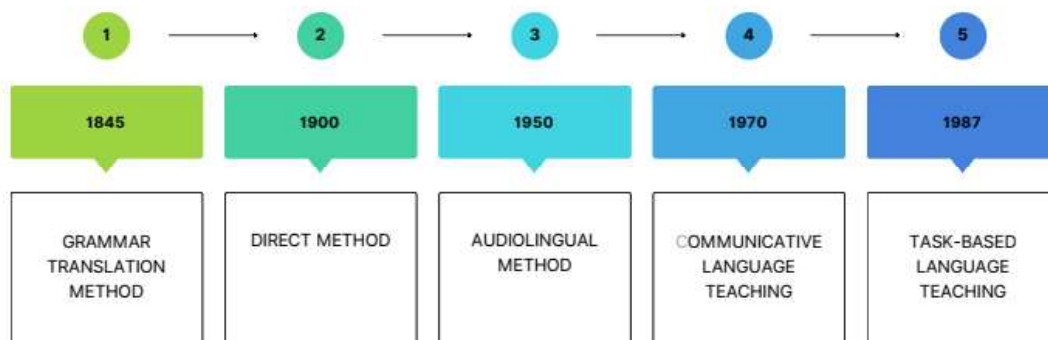 1
2
3
4
5
1845
1900
1950
1970
1987
GRAMMAR
TRANSLATION
METHOD
DIRECT METHOD
AUDIOLINGUAL
METHOD
COMMUNICATIVE
LANGUAGE
TEACHING
TASK-BASED
LANGUAGE
TEACHING